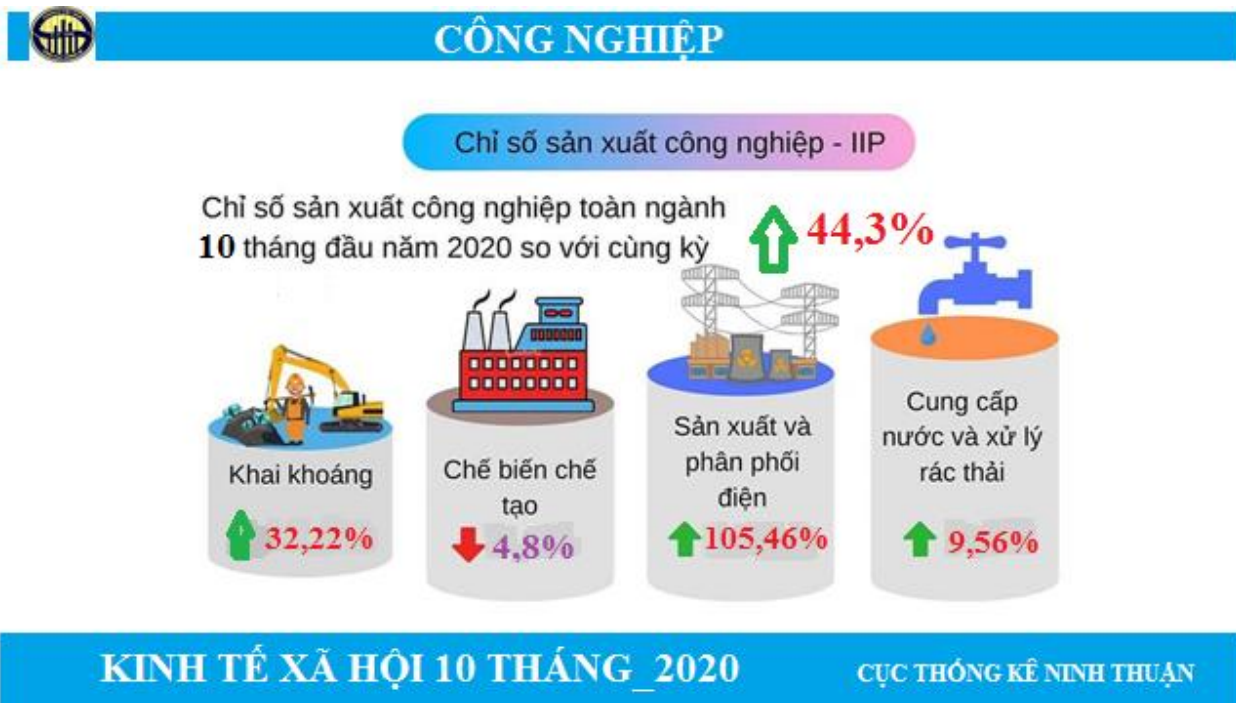 CÔNG NGHIỆP
Chỉ số sản xuất công nghiệp - IIP
Chỉ số sản xuất công nghiệp toàn ngành
10 tháng đầu năm 2020 so với cùng kỳ
44,3%
Khai khoáng
32,22%
Chế biến chế
tạo
4,8%
Sản xuất và
phân phối
điện
105,46%
Cung cấp
nước và xử lý
rác thải
9,56%
KINH TẾ XÃ HỘI 10 THÁNG_2020
CỤC THỐNG KÊ NINH THUẬN